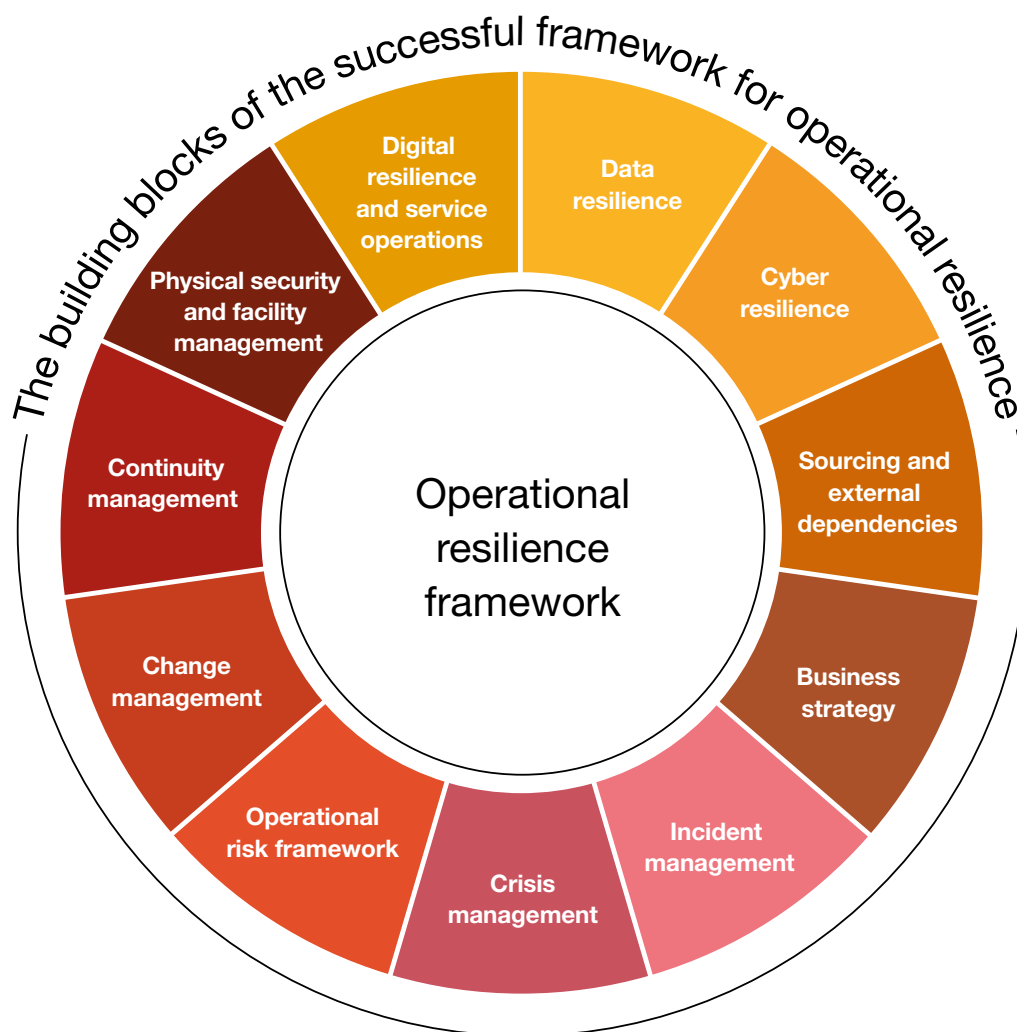 The building blocks of the successful framework for operational resilience
Data
resilience
Cyber
resilience
Sourcing and
external
dependencies
Business
strategy
Incident
management
Crisis
management
Operational
risk framework
Change
management
Continuity
management
Physical security
and facility
management
Digital
resilience
and service
operations
Operational
resilience
framework